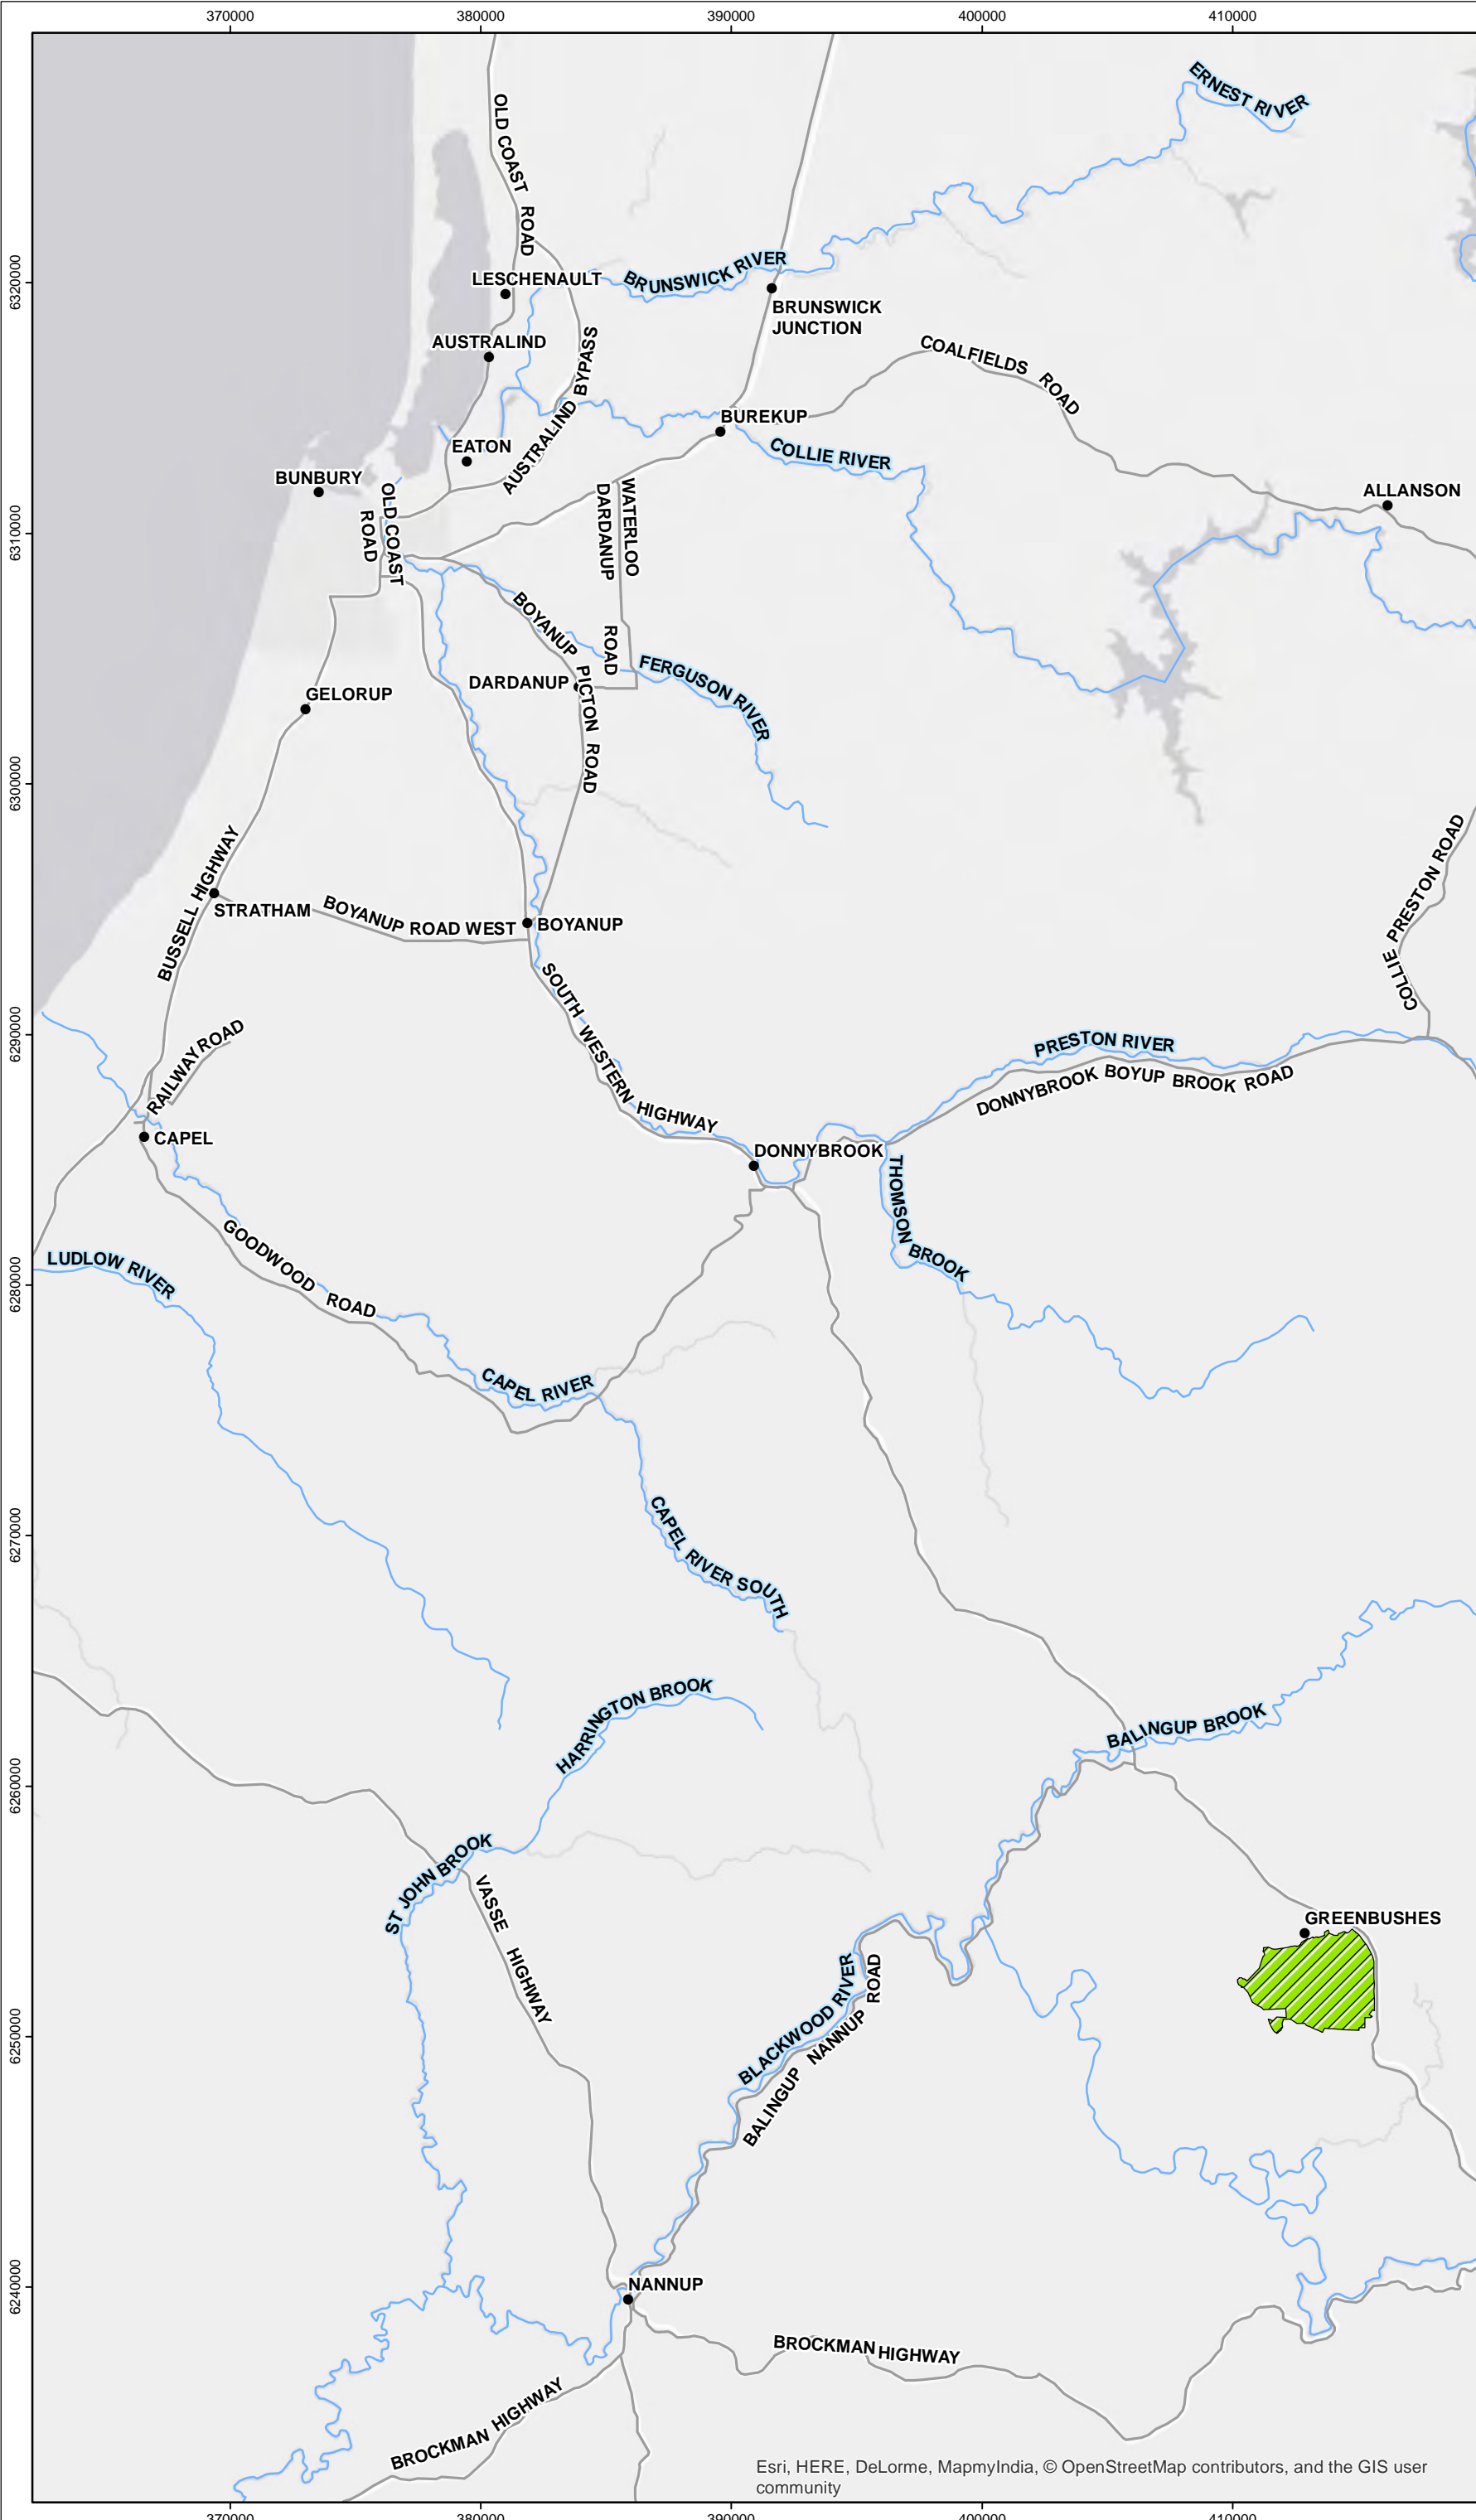 370000
380000
390000
400000
410000
ERNEST RIVER
OLD COAST ROAD
6320000
LESCHENAULT
BRUNSWICK RIVER
BRUNSWICK
JUNCTION
AUSTRALIND
AUSTRALIND BYPASS
COALFIELDS ROAD
BUREKUP
EATON
COLLIE RIVER
BUNBURY
ALLANSON
OLD COAST
ROAD
WATERLOO
DARDANUP
ROAD
6310000
BOYANUP PICTON ROAD
FERGUSON RIVER
DARDANUP
GELORUP
6300000
BUSSELL HIGHWAY
COLLIE PRESTON ROAD
STRATHAM
BOYANUP ROAD WEST
BOYANUP
SOUTH WESTERN HIGHWAY
6290000
RAILWAY ROAD
PRESTON RIVER
DONNYBROOK BOYUP BROOK ROAD
CAPEL
DONNYBROOK
THOMSON BROOK
GOODWOOD ROAD
LUDLOW RIVER
6280000
CAPEL RIVER
CAPEL RIVER SOUTH
6270000
HARRINGTON BROOK
BALINGUP BROOK
6260000
ST JOHN BROOK
VASSE HIGHWAY
GREENBUSHES
BLACKWOOD RIVER
BALINGUP NANNUP ROAD
6250000
6240000
NANNUP
BROCKMAN HIGHWAY
BROCKMAN HIGHWAY
Esri, HERE, DeLorme, MapmyIndia, © OpenStreetMap contributors, and the GIS user
community
370000
380000
390000
400000
410000